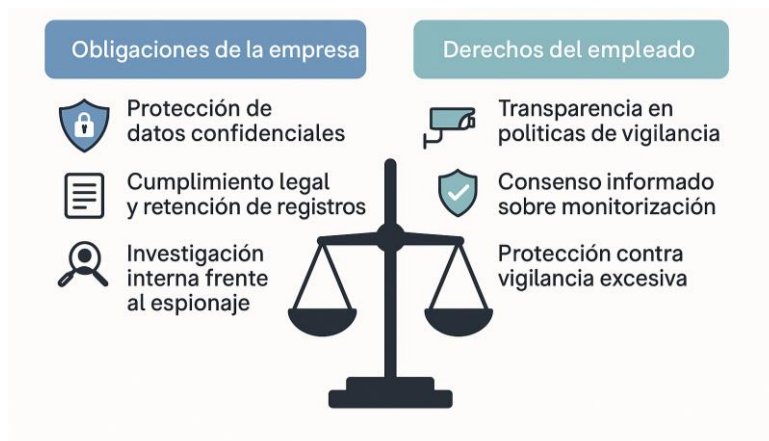 Obligaciones de la empresa
Protección de
datos confidenciales
Cumplimiento legal
y retención de registros
Investigación
interna frente
al espionaje
Derechos del empleado
Transparencia en
politicas de vigilancia
Consenso informado
sobre monitorización
Protección contra
vigilancia excesiva